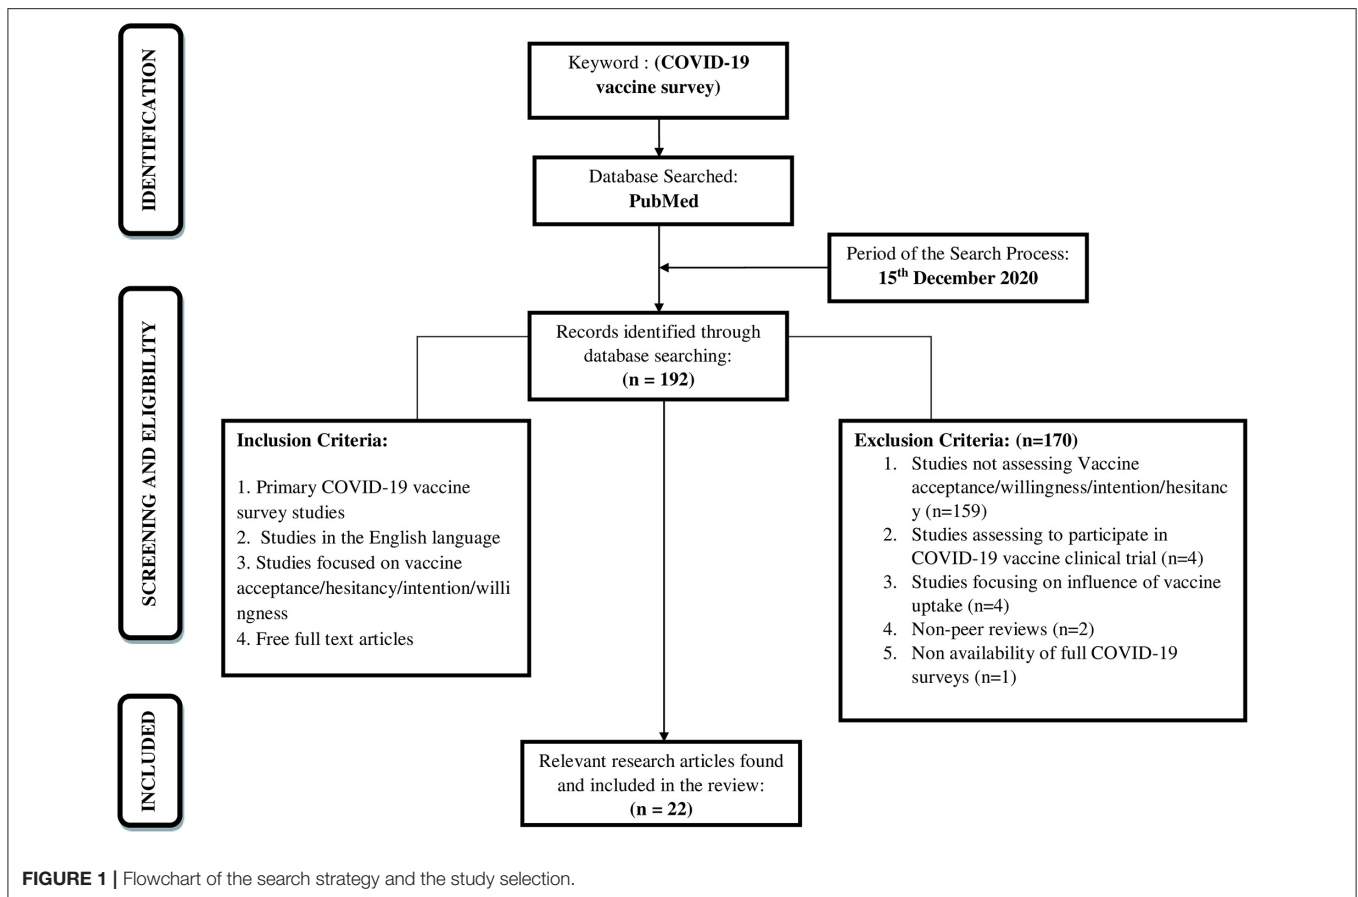 IDENTIFICATION
Keyword : (COVID-19
vaccine survey)
Database Searched:
PubMed
Period of the Search Process:
15th December 2020
SCREENING AND ELIGIBILITY
Records identified through
database searching:
(n = 192)
Inclusion Criteria:
1. Primary COVID-19 vaccine
survey studies
2. Studies in the English language
3. Studies focused on vaccine
acceptance/hesitancy/intention/willi
ngness
4. Free full text articles
Exclusion Criteria: (n=170)
1. Studies not assessing Vaccine
acceptance/willingness/intention/hesitanc
y (n=159)
2. Studies assessing to participate in
COVID-19 vaccine clinical trial (n=4)
3. Studies focusing on influence of vaccine
uptake (n=4)
4. Non-peer reviews (n=2)
5. Non availability of full COVID-19
surveys (n=1)
INCLUDED
Relevant research articles found
and included in the review:
(n = 22)
FIGURE 1 | Flowchart of the search strategy and the study selection.